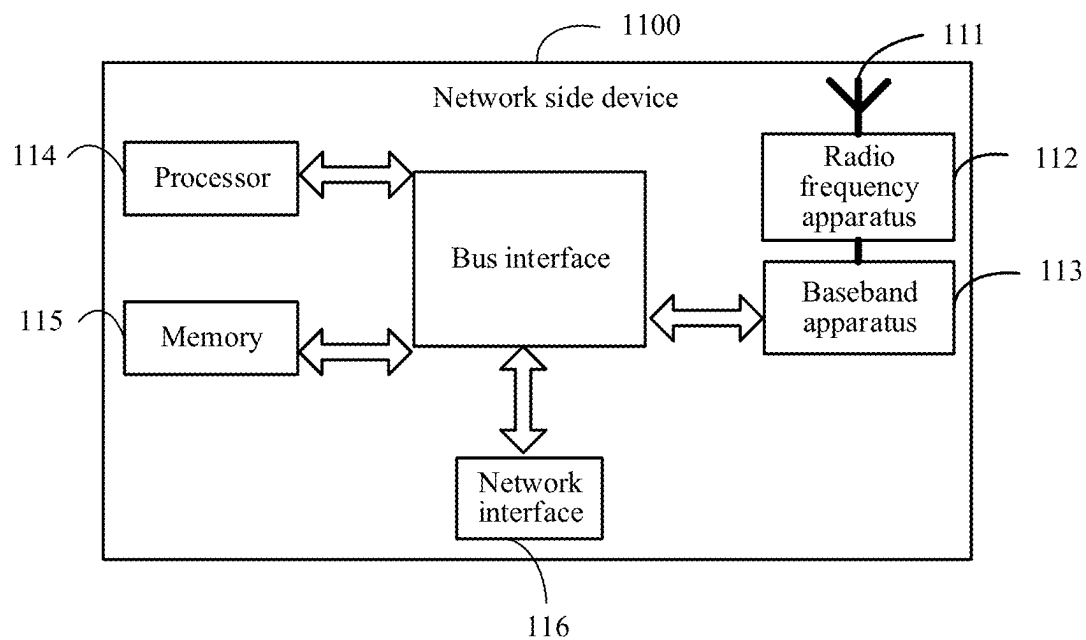 1100
111
Network side device
114
Processor
Radio
frequency
apparatus
112
Bus interface
115
Memory
Baseband
apparatus
113
Network
interface
116